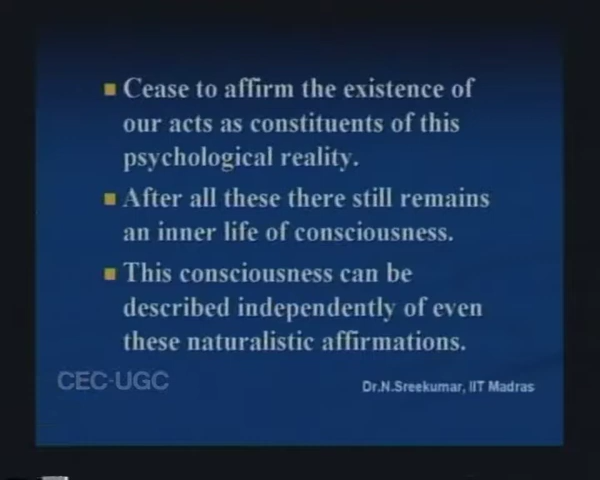 Cease to affirm the existence of
our acts as constituents of this
psychological reality.
After all these there still remains
an inner life of consciousness.
This consciousness can be
described independently of even
these naturalistic affirmations.
CEC-UGC
Dr.N.Sreekumar, IIT Madras